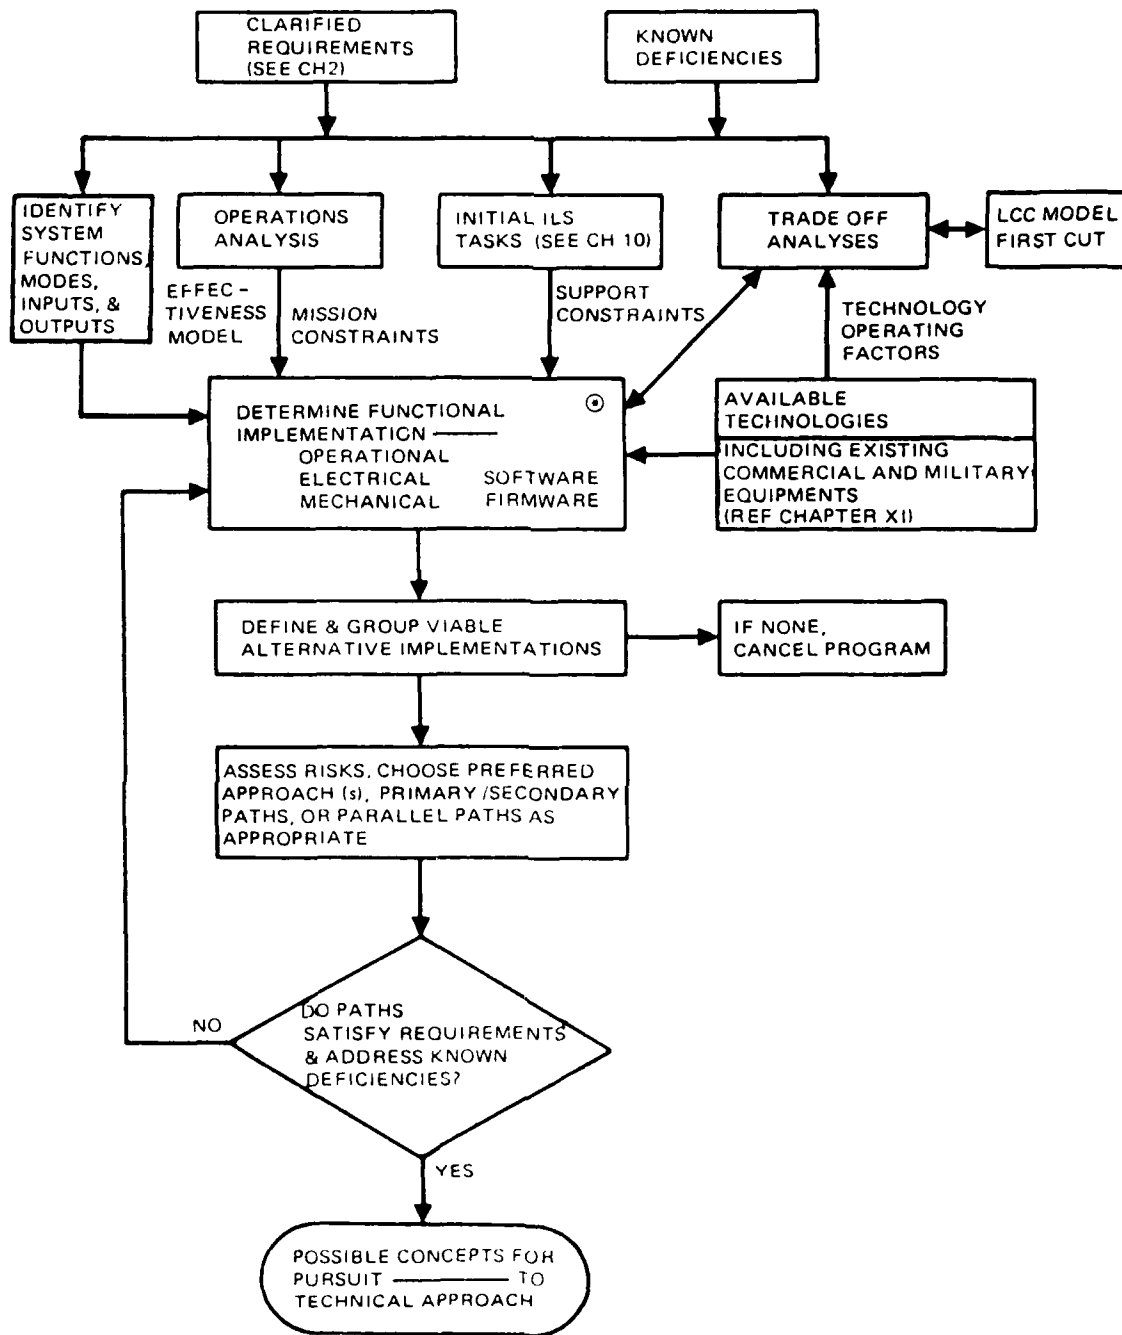 CLARIFIED
REQUIREMENTS
(SEE CH2)
KNOWN
DEFICIENCIES
IDENTIFY
SYSTEM
FUNCTIONS,
MODES,
INPUTS, &
OUTPUTS
OPERATIONS
ANALYSIS
INITIAL ILS
TASKS (SEE CH 10)
TRADE OFF
ANALYSES
LCC MODEL
FIRST CUT
EFFEC-
TIVENESS
MODEL
MISSION
CONSTRAINTS
SUPPORT
CONSTRAINTS
TECHNOLOGY
OPERATING
FACTORS
DETERMINE FUNCTIONAL
IMPLEMENTATION
OPERATIONAL
ELECTRICAL SOFTWARE
MECHANICAL FIRMWARE
AVAILABLE
TECHNOLOGIES
INCLUDING EXISTING
COMMERCIAL AND MILITARY
EQUIPMENTS
(REF CHAPTER XI)
DEFINE & GROUP VIABLE
ALTERNATIVE IMPLEMENTATIONS
IF NONE,
CANCEL PROGRAM
ASSESS RISKS, CHOOSE PREFERRED
APPROACH (s), PRIMARY/SECONDARY
PATHS, OR PARALLEL PATHS AS
APPROPRIATE
DO PATHS
SATISFY REQUIREMENTS
& ADDRESS KNOWN
DEFICIENCIES?
NO
YES
POSSIBLE CONCEPTS FOR
PURSUIT ——— TO
TECHNICAL APPROACH